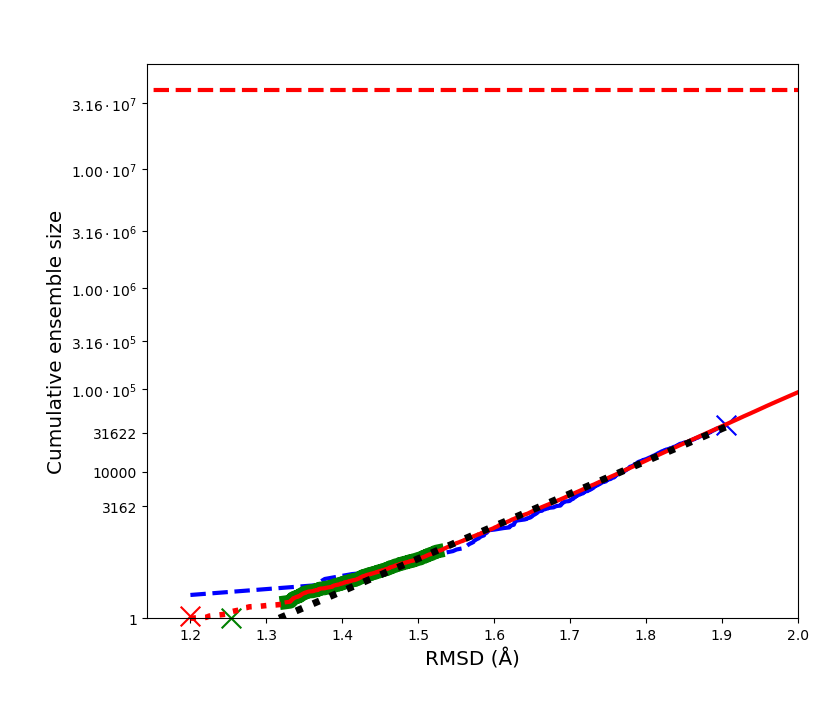 Cumulative ensemble size
3.16 · 10^7
1.00 · 10^7
3.16 · 10^6
1.00 · 10^6
3.16 · 10^5
1.00 · 10^5
31622
10000
3162
1
1.2 1.3 1.4 1.5 1.6 1.7 1.8 1.9 2.0
RMSD (Å)